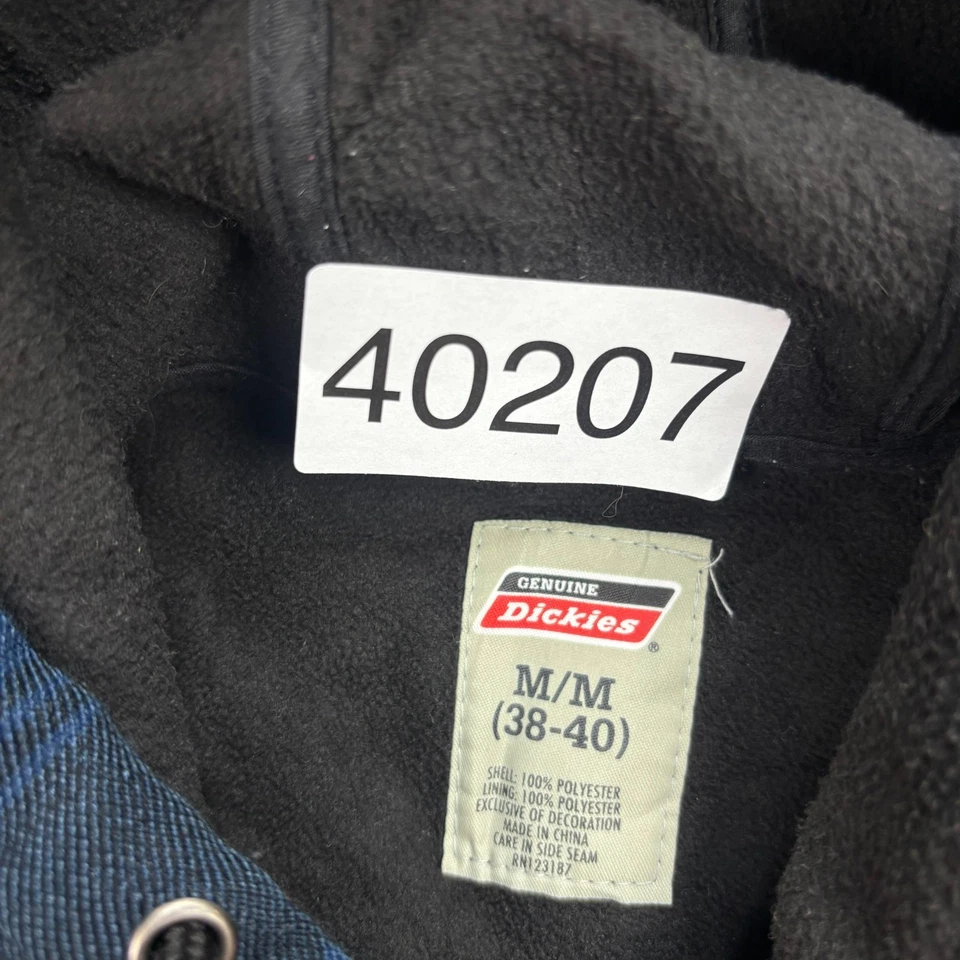 40207
GENUINE
Dickies
®
M/M
(38-40)
SHELL: 100% POLYESTER
LINING: 100% POLYESTER
EXCLUSIVE OF DECORATION
MADE IN CHINA
CARE IN SIDE SEAM
RN123187